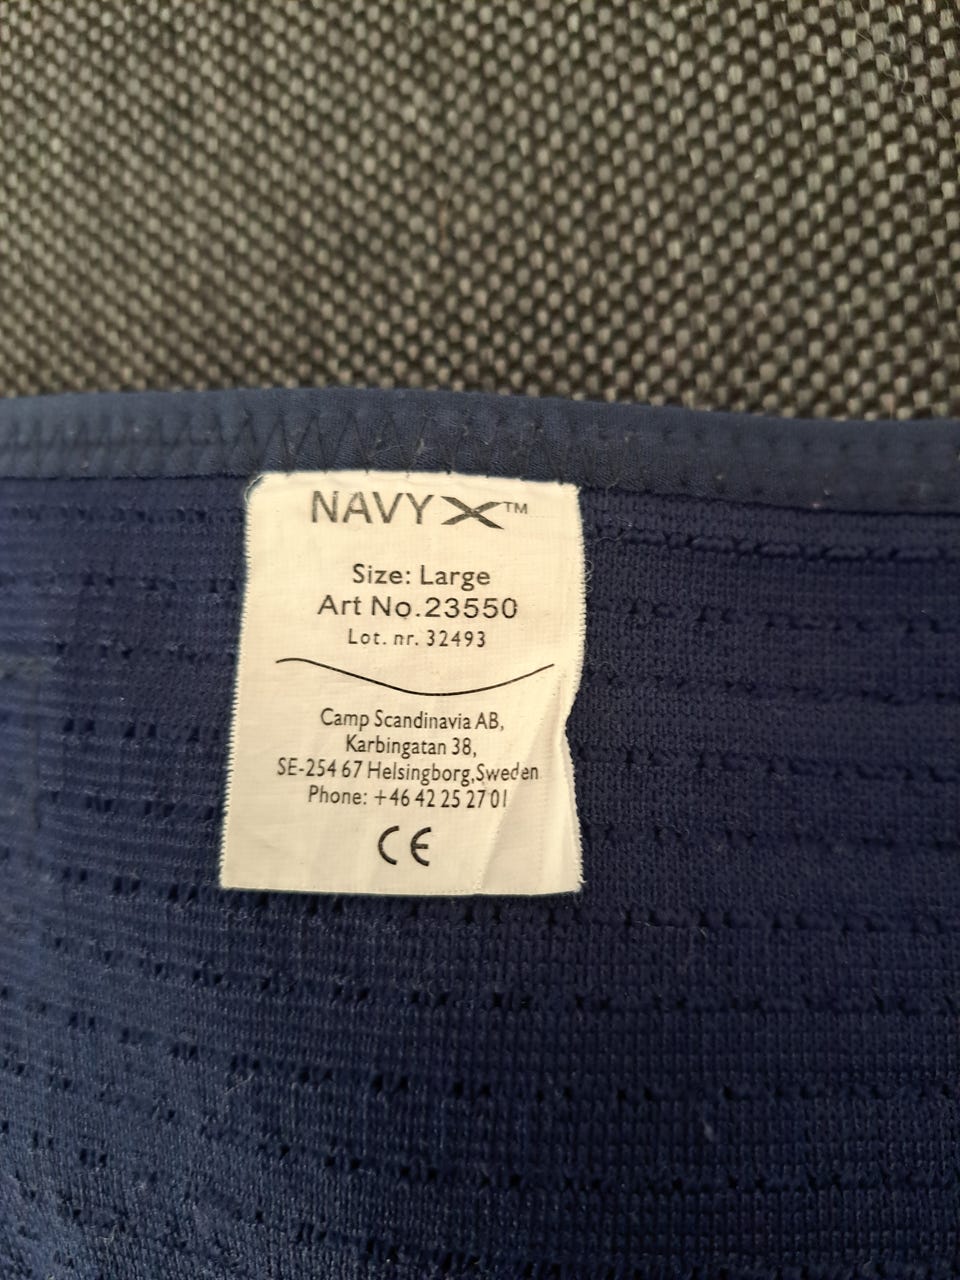 NAVY X™
Size: Large
Art No.23550
Lot. nr. 32493
Camp Scandinavia AB,
Karbingatan 38,
SE-254 67 Helsingborg,Sweden
Phone: +46 42 25 27 01
CE